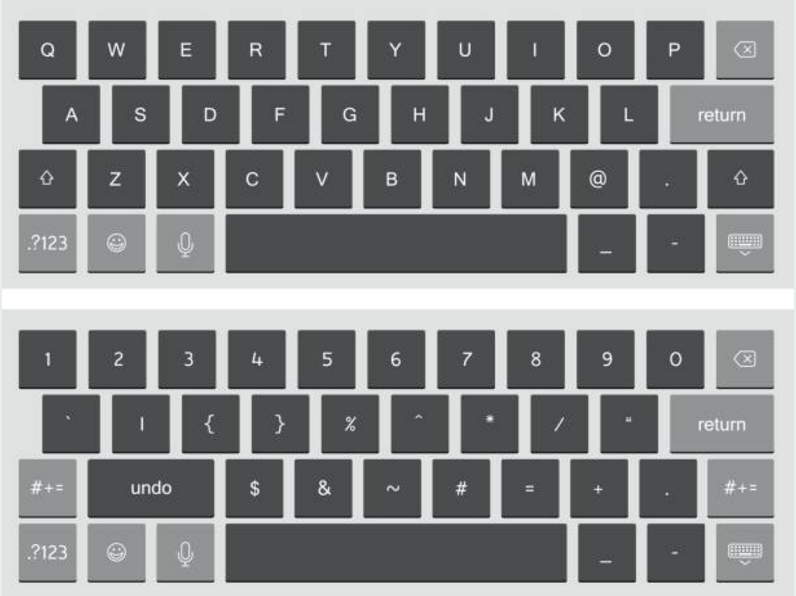 Q W E R T Y U I O P
A S D F G H J K L return
Z X C V B N M @ .
.?123 _ -
1 2 3 4 5 6 7 8 9 0
` | { } % ^ * / “ return
#+= undo $ & ~ # = + . #+=
.?123 _ -